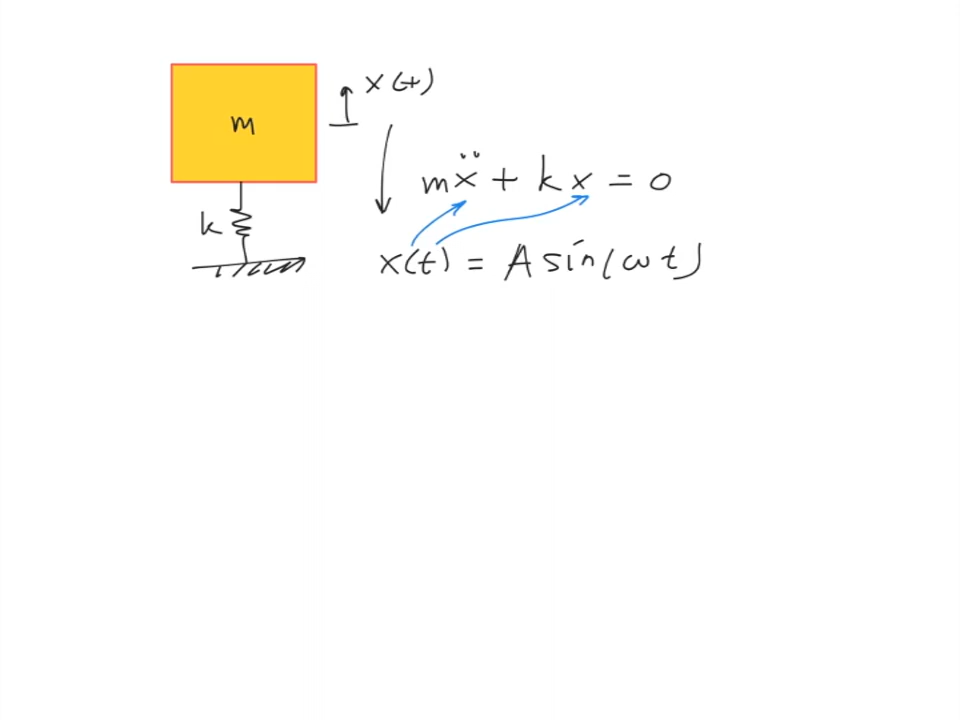 x(t)
m
mẍ + kx = 0
k
x(t) = A sin(ωt)